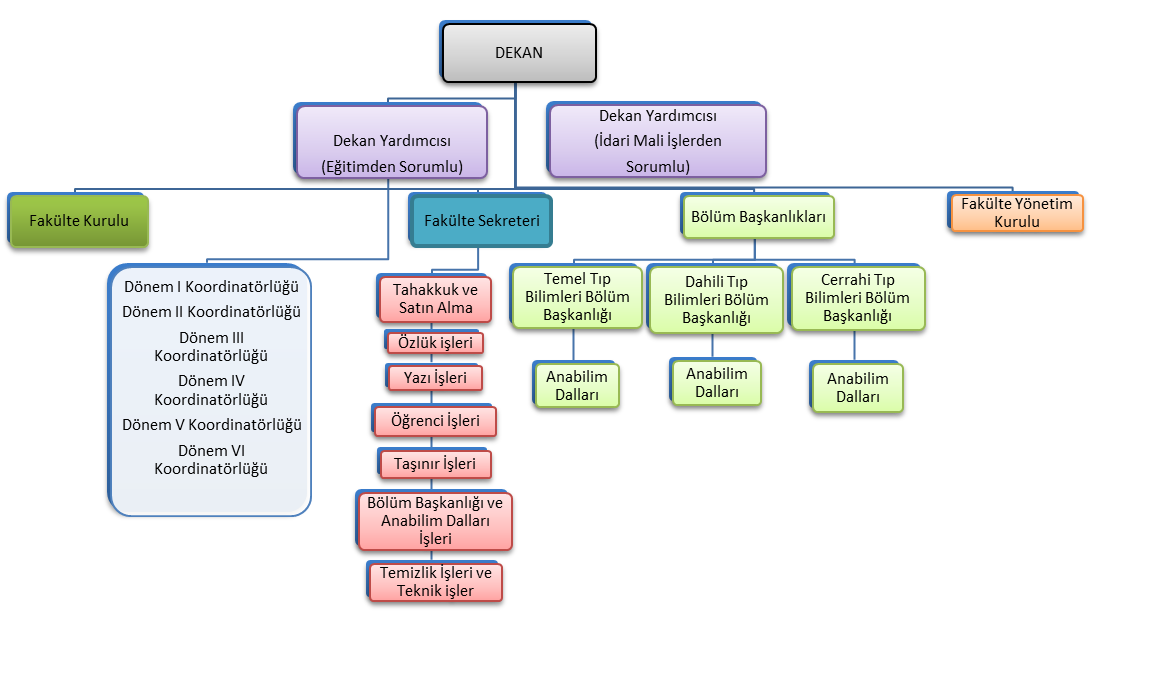 DEKAN
Dekan Yardımcısı
(Eğitimden Sorumlu)
Dekan Yardımcısı
(İdari Mali İşlerden
Sorumlu)
Fakülte Kurulu
Fakülte Sekreteri
Bölüm Başkanlıkları
Fakülte Yönetim
Kurulu
Dönem I Koordinatörlüğü
Dönem II Koordinatörlüğü
Dönem III
Koordinatörlüğü
Dönem IV
Koordinatörlüğü
Dönem V Koordinatörlüğü
Dönem VI
Koordinatörlüğü
Tahakkuk ve
Satın Alma
Özlük işleri
Yazı İşleri
Öğrenci İşleri
Taşınır İşleri
Bölüm Başkanlığı ve
Anabilim Dalları
İşleri
Temizlik İşleri ve
Teknik işler
Temel Tıp
Bilimleri Bölüm
Başkanlığı
Anabilim
Dalları
Dahili Tıp
Bilimleri Bölüm
Başkanlığı
Anabilim
Dalları
Cerrahi Tıp
Bilimleri Bölüm
Başkanlığı
Anabilim
Dalları